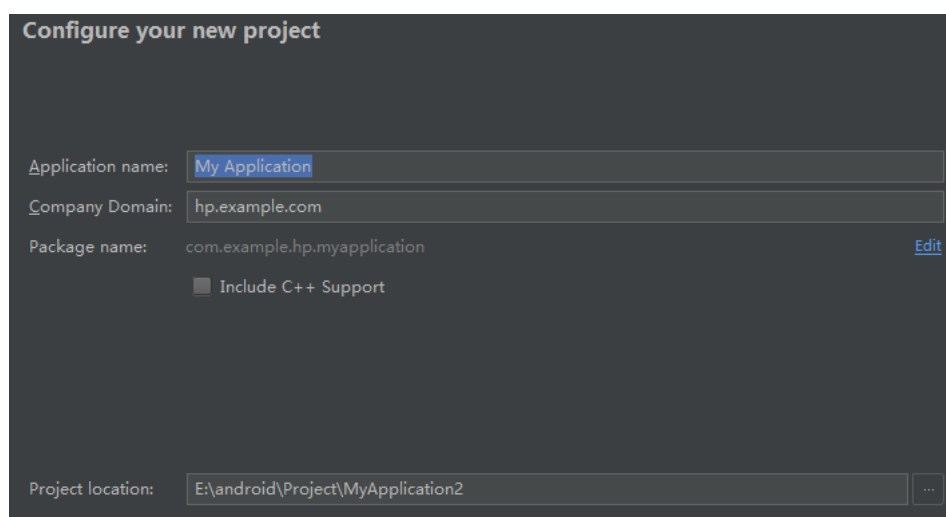 Configure your new project
Application name: My Application
Company Domain: hp.example.com
Package name: com.example.hp.myapplication Edit
Include C++ Support
Project location: E:\android\Project\MyApplication2 ...